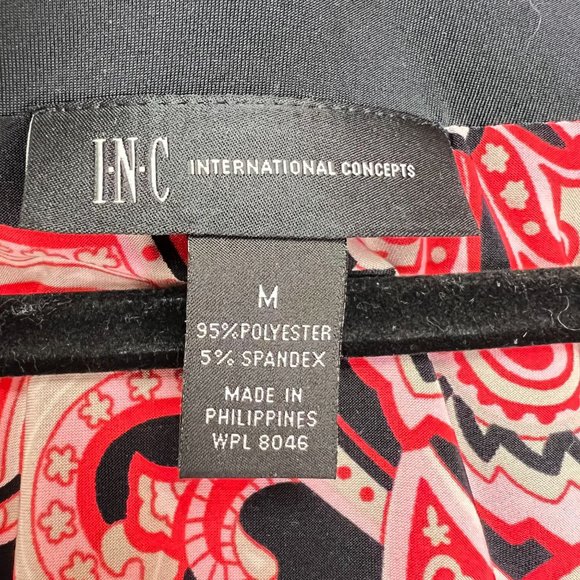 I·N·C INTERNATIONAL CONCEPTS
M
95%POLYESTER
5% SPANDEX
MADE IN
PHILIPPINES
WPL 8046